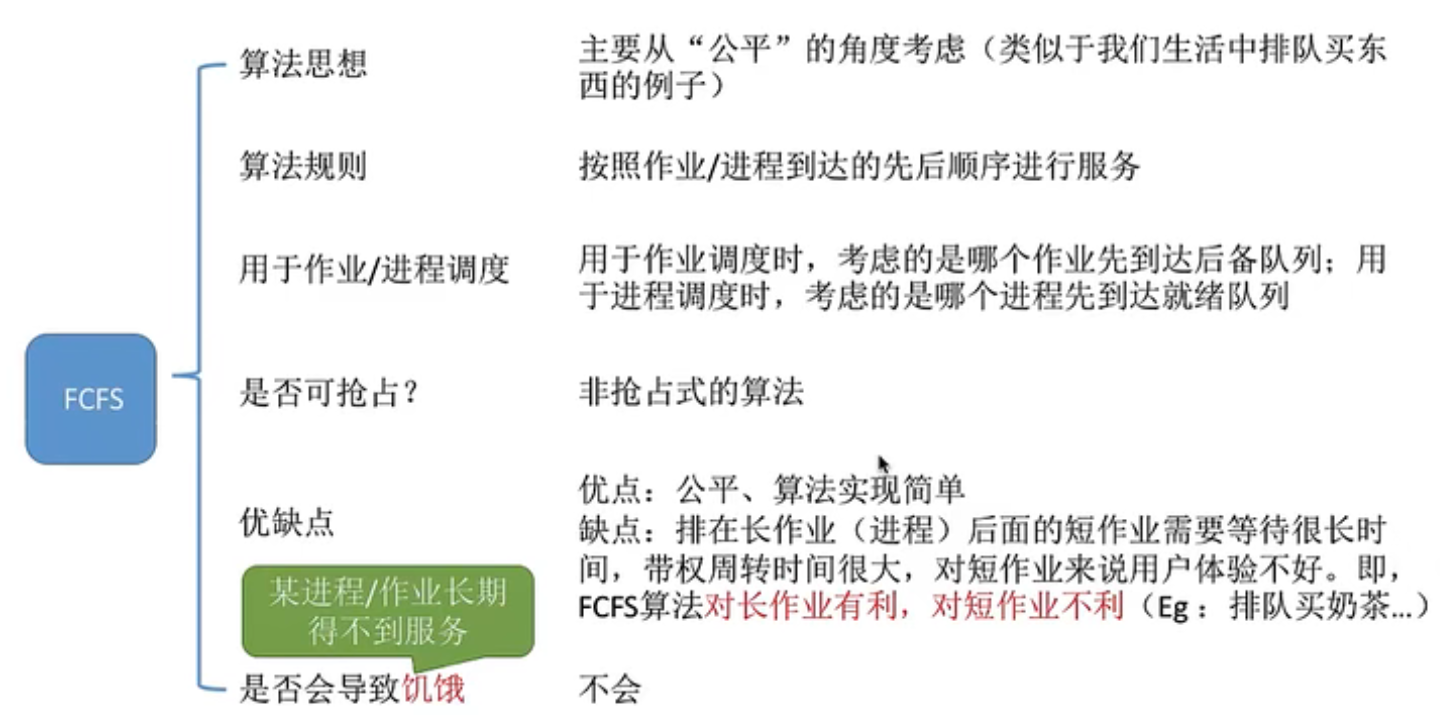 算法思想
主要从“公平”的角度考虑（类似于我们生活中排队买东
西的例子）
算法规则
按照作业/进程到达的先后顺序进行服务
用于作业/进程调度
用于作业调度时，考虑的是哪个作业先到达后备队列；用
于进程调度时，考虑的是哪个进程先到达就绪队列
FCFS
是否可抢占？
非抢占式的算法
优缺点
优点：公平、算法实现简单
缺点：排在长作业（进程）后面的短作业需要等待很长时
间，带权周转时间很大，对短作业来说用户体验不好。即，
FCFS算法对长作业有利，对短作业不利（Eg：排队买奶茶...）
某进程/作业长期
得不到服务
是否会导致饥饿
不会